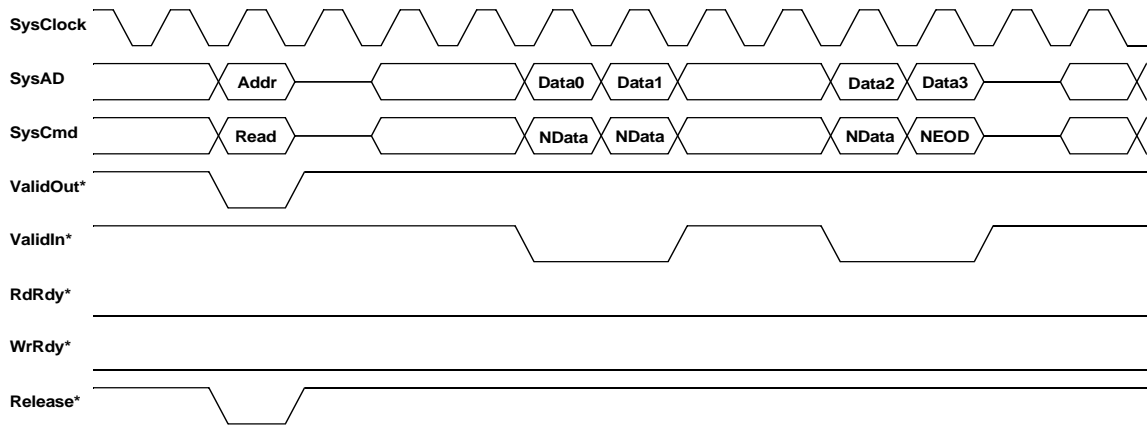 SysClock
SysAD Addr Data0 Data1 Data2 Data3
SysCmd Read NData NData NData NEOD
ValidOut*
ValidIn*
RdRdy*
WrRdy*
Release*